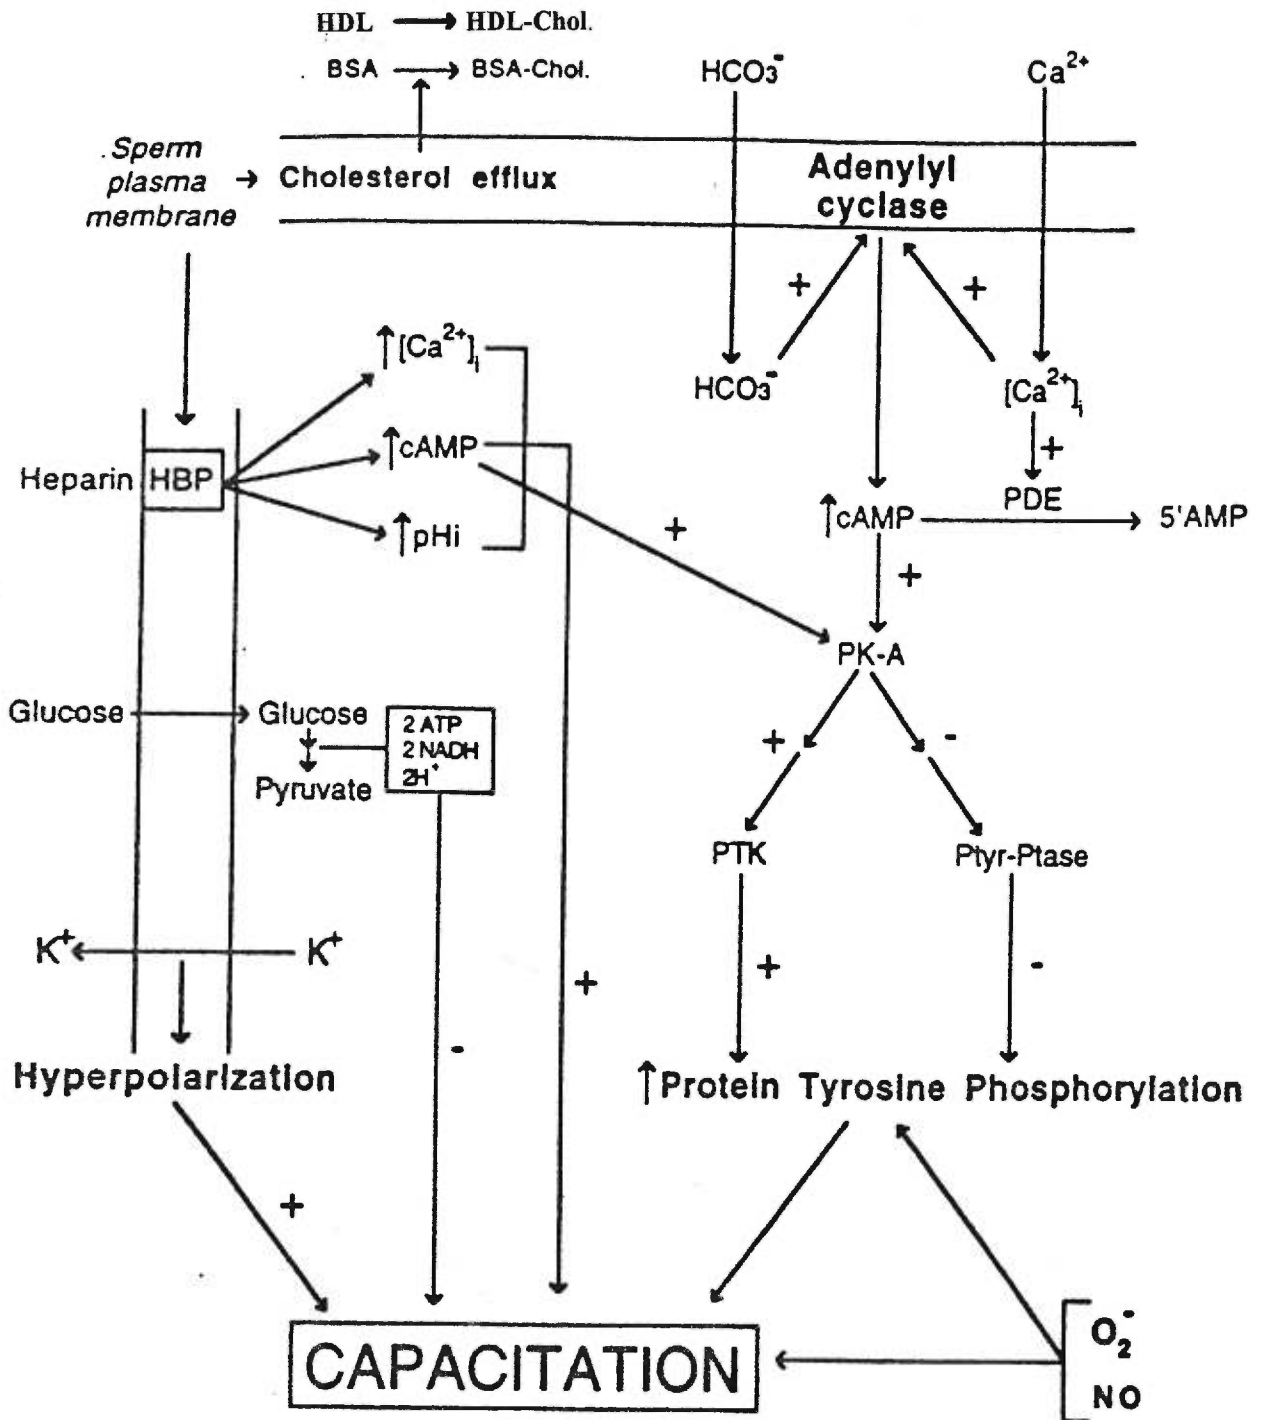 HDL → HDL-Chol.
BSA → BSA-Chol.
HCO₃⁻
Ca²⁺
Sperm
plasma
membrane
→ Cholesterol efflux
Adenylyl
cyclase
+
+
↑[Ca²⁺]i
HCO₃⁻
[Ca²⁺]i
↑cAMP
+
Heparin
HBP
PDE
↑cAMP
5'AMP
↑pHi
+
+
PK-A
Glucose
Glucose
2 ATP
2 NADH
2H⁺
Pyruvate
+
-
PTK
Ptyr-Ptase
K⁺
K⁺
+
+
-
-
Hyperpolarization
↑Protein Tyrosine Phosphorylation
+
CAPACITATION
O₂⁻
NO